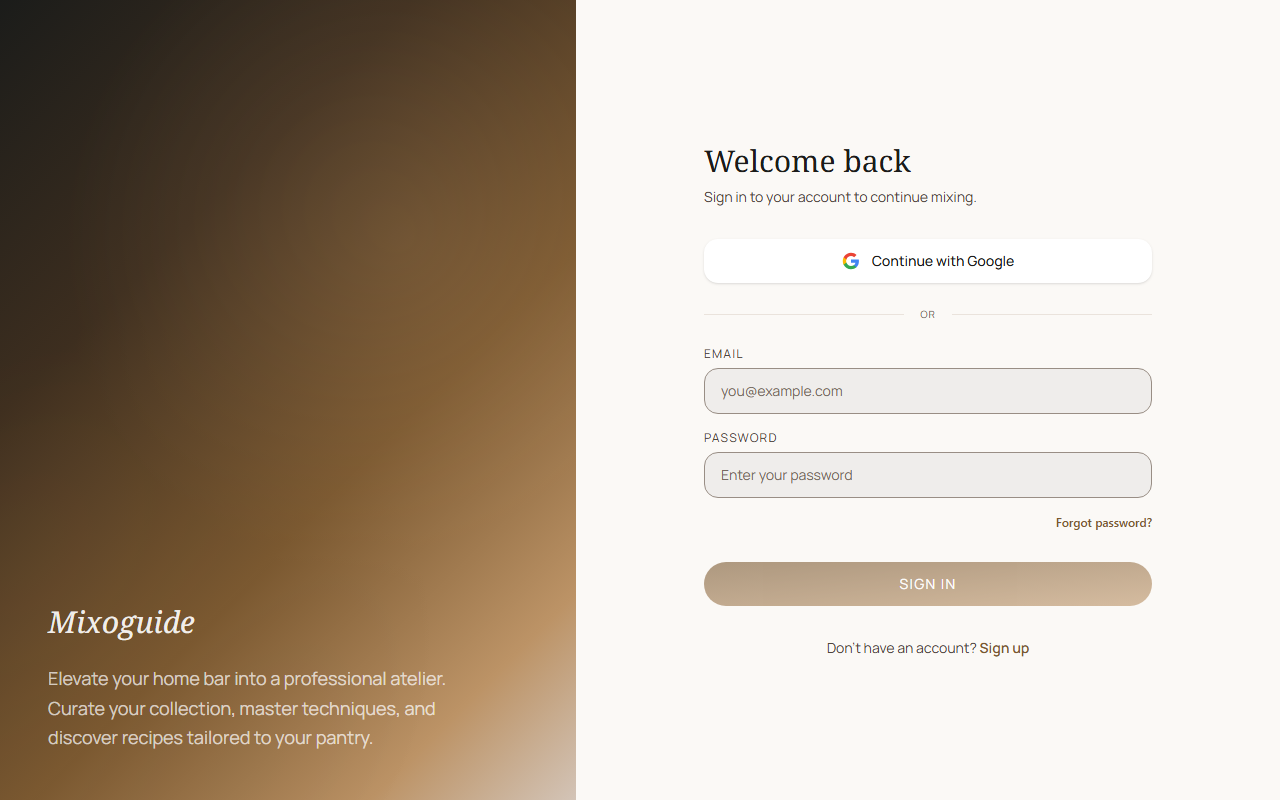 Mixoguide
Elevate your home bar into a professional atelier.
Curate your collection, master techniques, and
discover recipes tailored to your pantry.
Welcome back
Sign in to your account to continue mixing.
Continue with Google
OR
EMAIL
you@example.com
PASSWORD
Enter your password
Forgot password?
SIGN IN
Don't have an account? Sign up